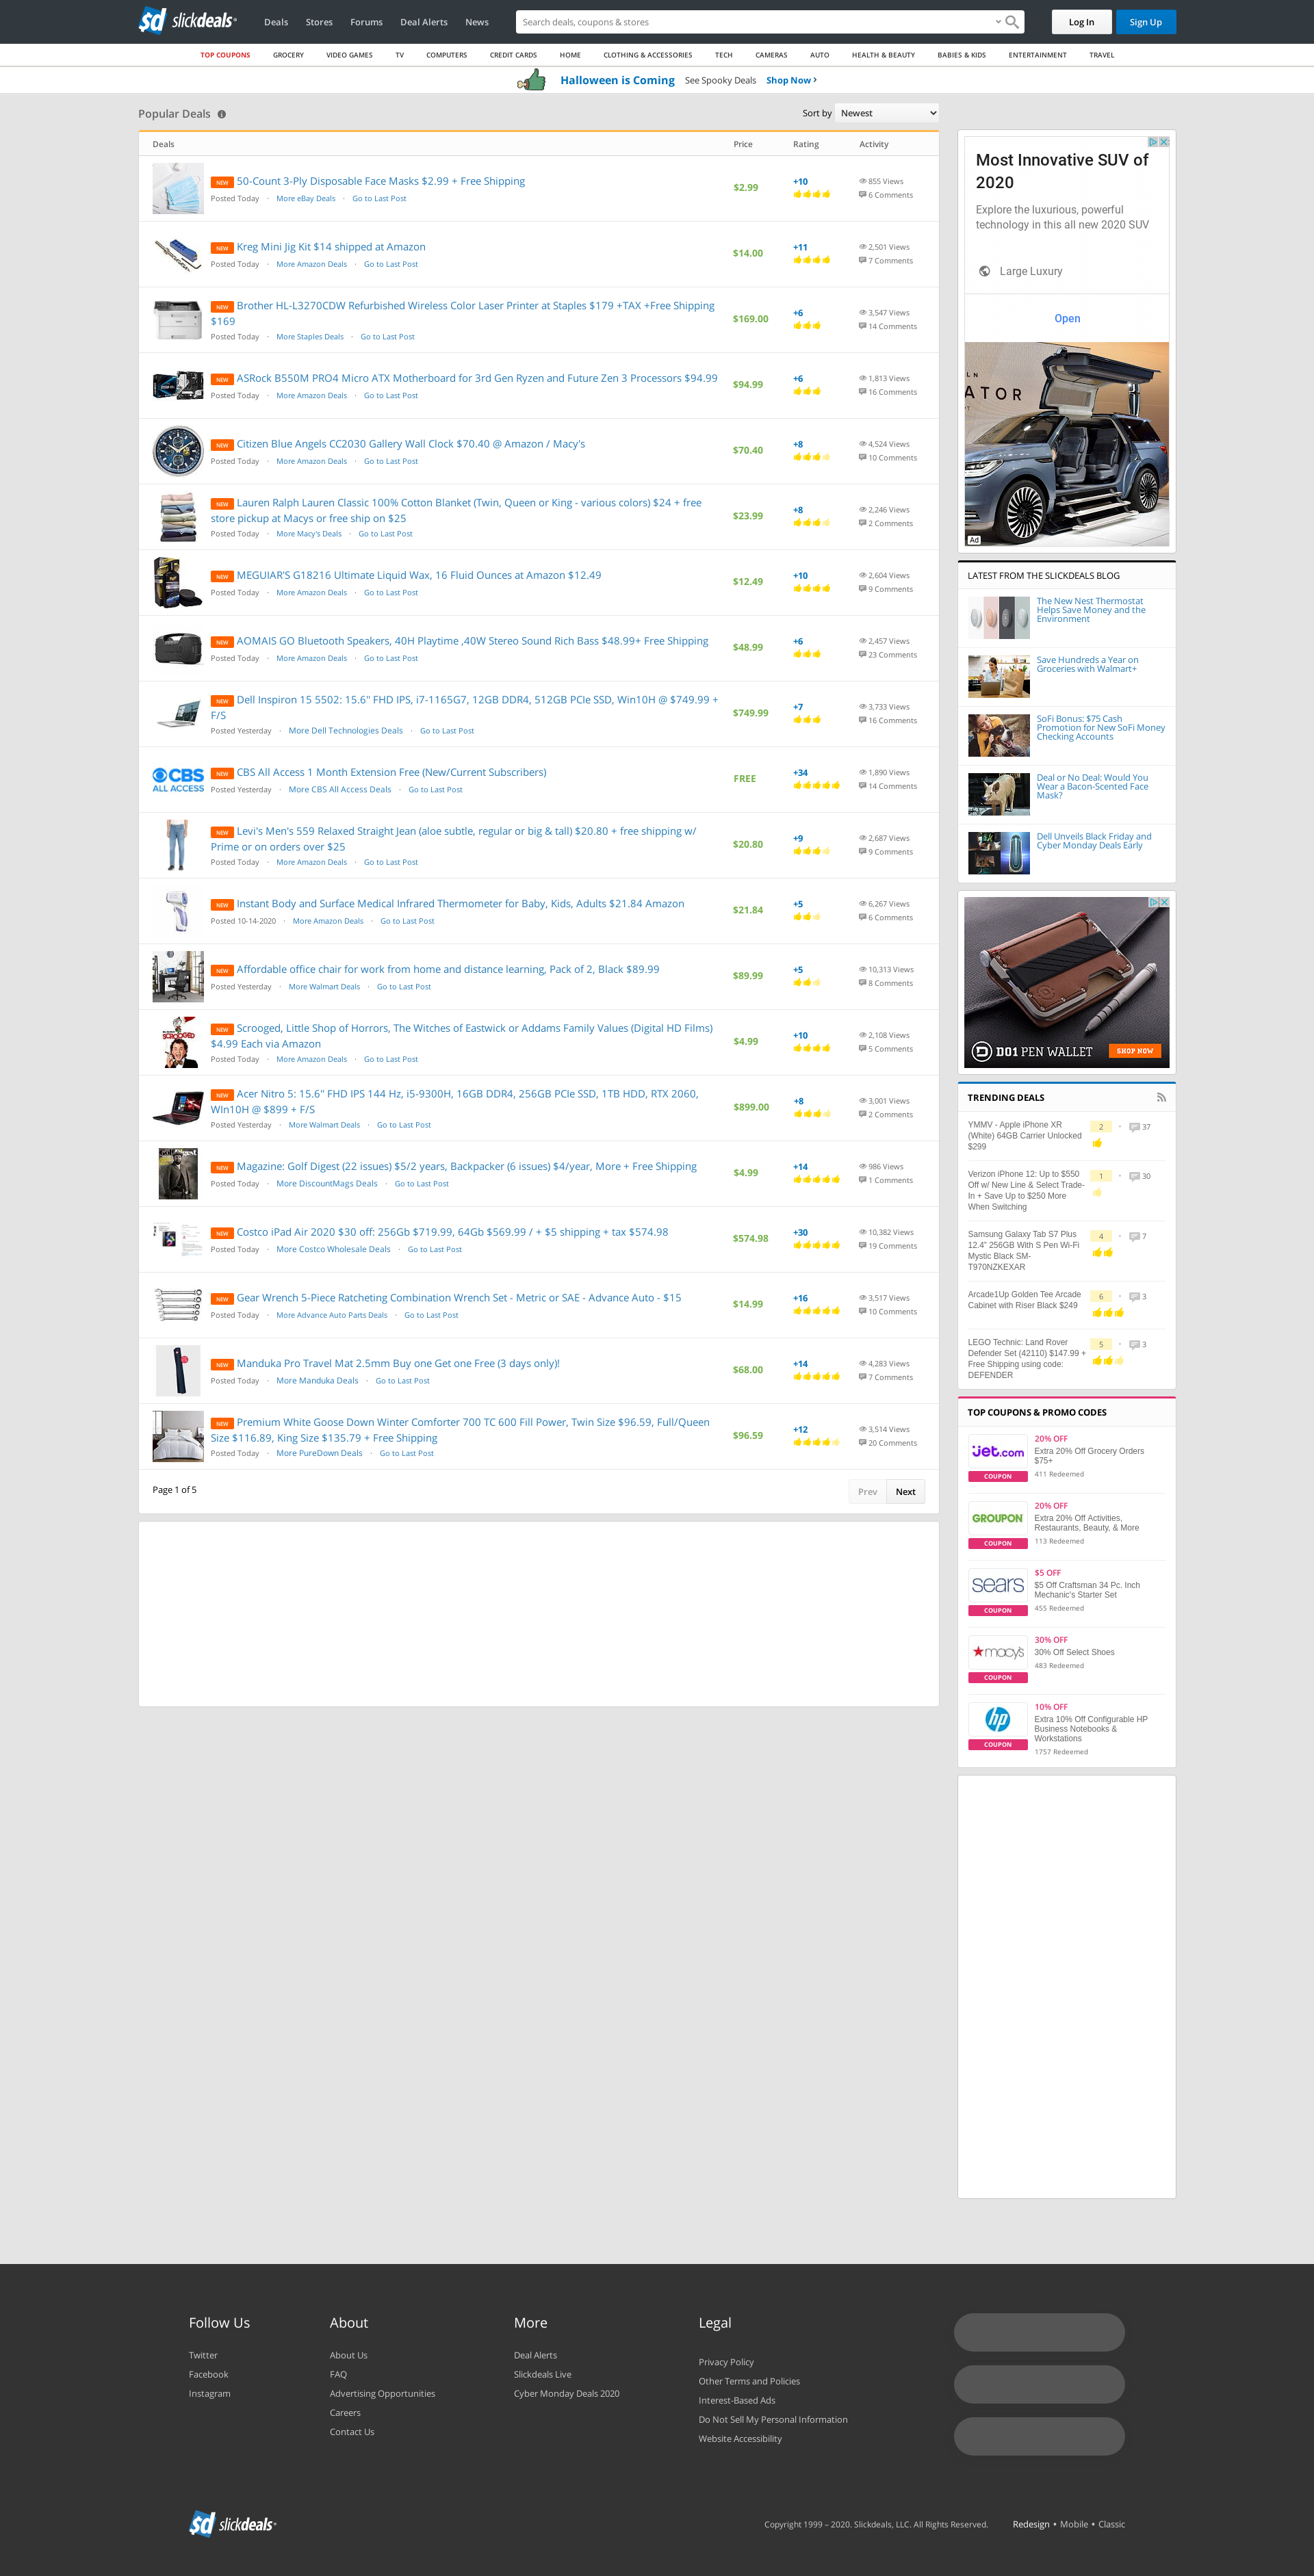 slickdeals
Deals
Stores
Forums
Deal Alerts
News
Search deals, coupons & stores
Log In
Sign Up
TOP COUPONS
GROCERY
VIDEO GAMES
TV
COMPUTERS
CREDIT CARDS
HOME
CLOTHING & ACCESSORIES
TECH
CAMERAS
AUTO
HEALTH & BEAUTY
BABIES & KIDS
ENTERTAINMENT
TRAVEL
Halloween is Coming See Spooky Deals Shop Now
Popular Deals
Sort by Newest
Deals Price Rating Activity
NEW 50-Count 3-Ply Disposable Face Masks $2.99 + Free Shipping
Posted Today · More eBay Deals · Go to Last Post
$2.99
+10
855 Views
6 Comments
NEW Kreg Mini Jig Kit $14 shipped at Amazon
Posted Today · More Amazon Deals · Go to Last Post
$14.00
+11
2,501 Views
7 Comments
NEW Brother HL-L3270CDW Refurbished Wireless Color Laser Printer at Staples $179 +TAX +Free Shipping
$169
Posted Today · More Staples Deals · Go to Last Post
$169.00
+6
3,547 Views
14 Comments
NEW ASRock B550M PRO4 Micro ATX Motherboard for 3rd Gen Ryzen and Future Zen 3 Processors $94.99
Posted Today · More Amazon Deals · Go to Last Post
$94.99
+6
1,813 Views
16 Comments
NEW Citizen Blue Angels CC2030 Gallery Wall Clock $70.40 @ Amazon / Macy's
Posted Today · More Amazon Deals · Go to Last Post
$70.40
+8
4,524 Views
10 Comments
NEW Lauren Ralph Lauren Classic 100% Cotton Blanket (Twin, Queen or King - various colors) $24 + free
store pickup at Macys or free ship on $25
Posted Today · More Macy's Deals · Go to Last Post
$23.99
+8
2,246 Views
2 Comments
NEW MEGUIAR'S G18216 Ultimate Liquid Wax, 16 Fluid Ounces at Amazon $12.49
Posted Today · More Amazon Deals · Go to Last Post
$12.49
+10
2,604 Views
9 Comments
NEW AOMAIS GO Bluetooth Speakers, 40H Playtime ,40W Stereo Sound Rich Bass $48.99+ Free Shipping
Posted Today · More Amazon Deals · Go to Last Post
$48.99
+6
2,457 Views
23 Comments
NEW Dell Inspiron 15 5502: 15.6'' FHD IPS, i7-1165G7, 12GB DDR4, 512GB PCIe SSD, Win10H @ $749.99 +
F/S
Posted Yesterday · More Dell Technologies Deals · Go to Last Post
$749.99
+7
3,733 Views
16 Comments
CBS ALL ACCESS
NEW CBS All Access 1 Month Extension Free (New/Current Subscribers)
Posted Yesterday · More CBS All Access Deals · Go to Last Post
FREE
+34
1,890 Views
14 Comments
NEW Levi's Men's 559 Relaxed Straight Jean (aloe subtle, regular or big & tall) $20.80 + free shipping w/
Prime or on orders over $25
Posted Today · More Amazon Deals · Go to Last Post
$20.80
+9
2,687 Views
9 Comments
NEW Instant Body and Surface Medical Infrared Thermometer for Baby, Kids, Adults $21.84 Amazon
Posted 10-14-2020 · More Amazon Deals · Go to Last Post
$21.84
+5
6,267 Views
6 Comments
NEW Affordable office chair for work from home and distance learning, Pack of 2, Black $89.99
Posted Yesterday · More Walmart Deals · Go to Last Post
$89.99
+5
10,313 Views
8 Comments
SCROOGED
NEW Scrooged, Little Shop of Horrors, The Witches of Eastwick or Addams Family Values (Digital HD Films)
$4.99 Each via Amazon
Posted Today · More Amazon Deals · Go to Last Post
$4.99
+10
2,108 Views
5 Comments
NEW Acer Nitro 5: 15.6'' FHD IPS 144 Hz, i5-9300H, 16GB DDR4, 256GB PCIe SSD, 1TB HDD, RTX 2060,
WIn10H @ $899 + F/S
Posted Yesterday · More Walmart Deals · Go to Last Post
$899.00
+8
3,001 Views
2 Comments
NEW Magazine: Golf Digest (22 issues) $5/2 years, Backpacker (6 issues) $4/year, More + Free Shipping
Posted Today · More DiscountMags Deals · Go to Last Post
$4.99
+14
986 Views
1 Comments
NEW Costco iPad Air 2020 $30 off: 256Gb $719.99, 64Gb $569.99 / + $5 shipping + tax $574.98
Posted Today · More Costco Wholesale Deals · Go to Last Post
$574.98
+30
10,382 Views
19 Comments
NEW Gear Wrench 5-Piece Ratcheting Combination Wrench Set - Metric or SAE - Advance Auto - $15
Posted Today · More Advance Auto Parts Deals · Go to Last Post
$14.99
+16
3,517 Views
10 Comments
NEW Manduka Pro Travel Mat 2.5mm Buy one Get one Free (3 days only)!
Posted Today · More Manduka Deals · Go to Last Post
$68.00
+14
4,283 Views
7 Comments
NEW Premium White Goose Down Winter Comforter 700 TC 600 Fill Power, Twin Size $96.59, Full/Queen
Size $116.89, King Size $135.79 + Free Shipping
Posted Today · More PureDown Deals · Go to Last Post
$96.59
+12
3,514 Views
20 Comments
Page 1 of 5
Prev
Next
Most Innovative SUV of
2020
Explore the luxurious, powerful
technology in this all new 2020 SUV
Large Luxury
Open
Ad
LATEST FROM THE SLICKDEALS BLOG
The New Nest Thermostat
Helps Save Money and the
Environment
Save Hundreds a Year on
Groceries with Walmart+
SoFi Bonus: $75 Cash
Promotion for New SoFi Money
Checking Accounts
Deal or No Deal: Would You
Wear a Bacon-Scented Face
Mask?
Dell Unveils Black Friday and
Cyber Monday Deals Early
D01 PEN WALLET
SHOP NOW
TRENDING DEALS
YMMV - Apple iPhone XR
(White) 64GB Carrier Unlocked
$299
2 · 37
Verizon iPhone 12: Up to $550
Off w/ New Line & Select Trade-
In + Save Up to $250 More
When Switching
1 · 30
Samsung Galaxy Tab S7 Plus
12.4" 256GB With S Pen Wi-Fi
Mystic Black SM-
T970NZKEXAR
4 · 7
Arcade1Up Golden Tee Arcade
Cabinet with Riser Black $249
6 · 3
LEGO Technic: Land Rover
Defender Set (42110) $147.99 +
Free Shipping using code:
DEFENDER
5 · 3
TOP COUPONS & PROMO CODES
jet.com
COUPON
20% OFF
Extra 20% Off Grocery Orders
$75+
411 Redeemed
GROUPON
COUPON
20% OFF
Extra 20% Off Activities,
Restaurants, Beauty, & More
113 Redeemed
sears
COUPON
$5 OFF
$5 Off Craftsman 34 Pc. Inch
Mechanic's Starter Set
455 Redeemed
macy's
COUPON
30% OFF
30% Off Select Shoes
483 Redeemed
hp
COUPON
10% OFF
Extra 10% Off Configurable HP
Business Notebooks &
Workstations
1757 Redeemed
Follow Us
Twitter
Facebook
Instagram
About
About Us
FAQ
Advertising Opportunities
Careers
Contact Us
More
Deal Alerts
Slickdeals Live
Cyber Monday Deals 2020
Legal
Privacy Policy
Other Terms and Policies
Interest-Based Ads
Do Not Sell My Personal Information
Website Accessibility
slickdeals
Copyright 1999 – 2020. Slickdeals, LLC. All Rights Reserved.
Redesign • Mobile • Classic